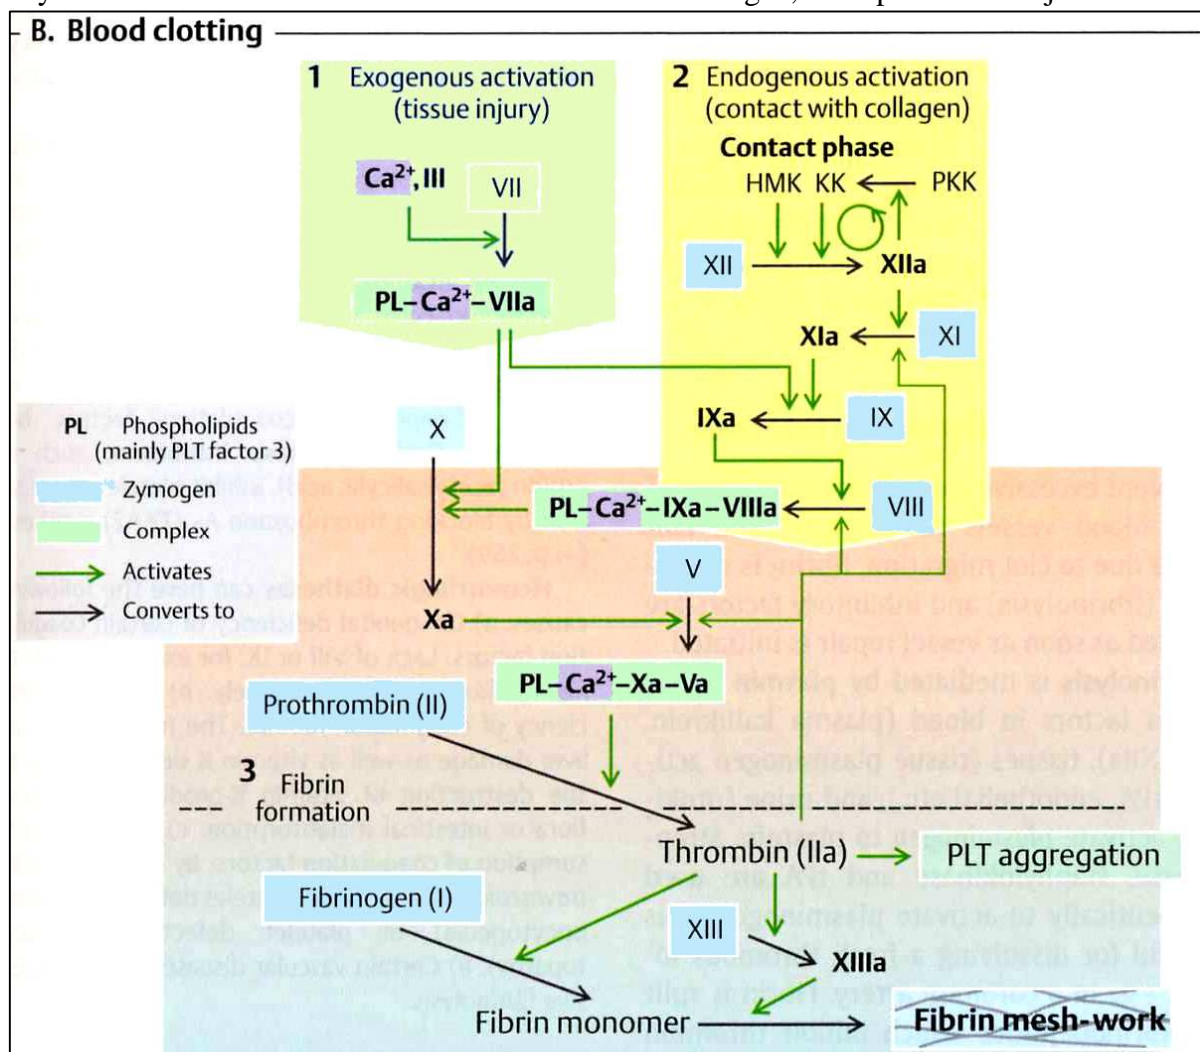 B. Blood clotting
1 Exogenous activation
(tissue injury)
2 Endogenous activation
(contact with collagen)
Contact phase
HMK KK PKK
Ca²⁺, III
VII
XII
XIIa
PL–Ca²⁺–VIIa
XIa
XI
IXa
IX
X
PL Phospholipids
(mainly PLT factor 3)
Zymogen
Complex
Activates
Converts to
PL–Ca²⁺–IXa–VIIIa
VIII
V
Xa
PL–Ca²⁺–Xa–Va
Prothrombin (II)
3 Fibrin
formation
Thrombin (IIa)
PLT aggregation
Fibrinogen (I)
XIII
XIIIa
Fibrin monomer
Fibrin mesh-work